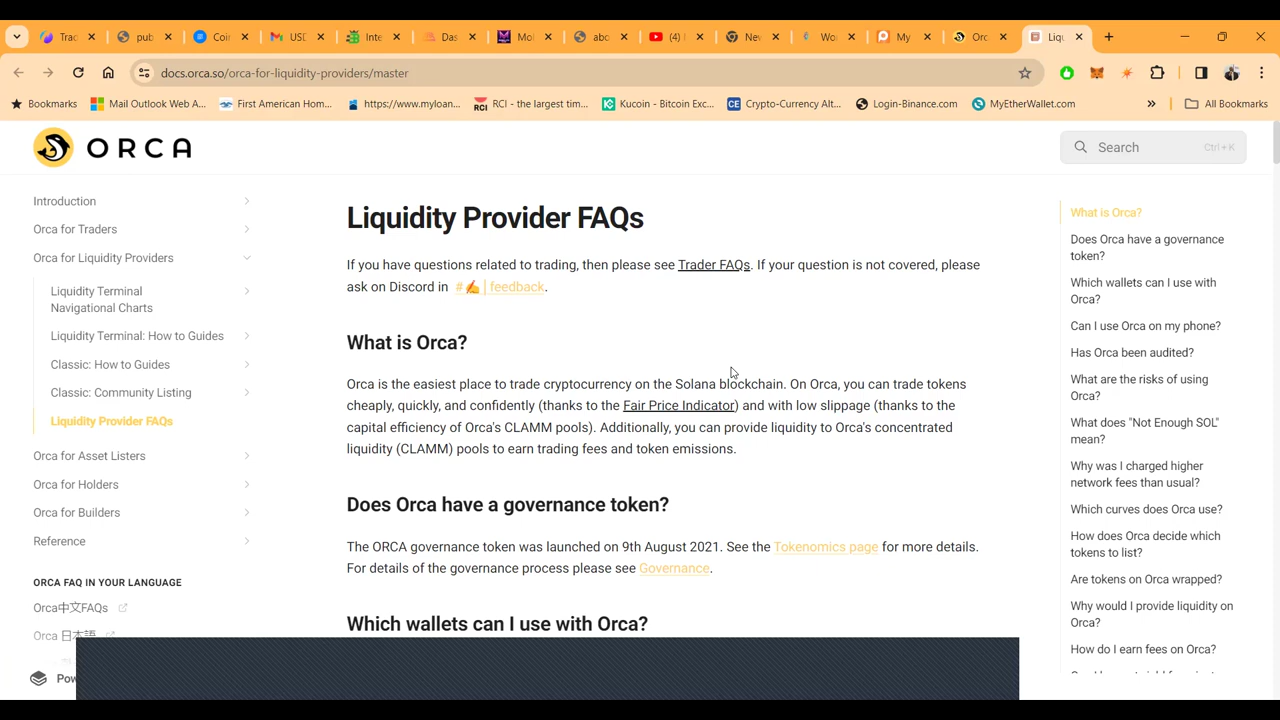 Trac
pub
Coi
USD
Inte
Das
Mo
abo
(4)
New
Wo
My
Orc
Liqu
docs.orca.so/orca-for-liquidity-providers/master
Bookmarks
Mail Outlook Web A...
First American Hom...
https://www.myloan...
RCI - the largest tim...
Kucoin - Bitcoin Exc...
Crypto-Currency Alt...
Login-Binance.com
MyEtherWallet.com
All Bookmarks
ORCA
Search
Ctrl+K
Introduction
Orca for Traders
Orca for Liquidity Providers
Liquidity Terminal
Navigational Charts
Liquidity Terminal: How to Guides
Classic: How to Guides
Classic: Community Listing
Liquidity Provider FAQs
Orca for Asset Listers
Orca for Holders
Orca for Builders
Reference
ORCA FAQ IN YOUR LANGUAGE
Orca中文FAQs
Orca 日本語
Pow
Liquidity Provider FAQs
If you have questions related to trading, then please see Trader FAQs. If your question is not covered, please
ask on Discord in #✍️ | feedback.
What is Orca?
Orca is the easiest place to trade cryptocurrency on the Solana blockchain. On Orca, you can trade tokens
cheaply, quickly, and confidently (thanks to the Fair Price Indicator) and with low slippage (thanks to the
capital efficiency of Orca's CLAMM pools). Additionally, you can provide liquidity to Orca's concentrated
liquidity (CLAMM) pools to earn trading fees and token emissions.
Does Orca have a governance token?
The ORCA governance token was launched on 9th August 2021. See the Tokenomics page for more details.
For details of the governance process please see Governance.
Which wallets can I use with Orca?
What is Orca?
Does Orca have a governance
token?
Which wallets can I use with
Orca?
Can I use Orca on my phone?
Has Orca been audited?
What are the risks of using
Orca?
What does "Not Enough SOL"
mean?
Why was I charged higher
network fees than usual?
Which curves does Orca use?
How does Orca decide which
tokens to list?
Are tokens on Orca wrapped?
Why would I provide liquidity on
Orca?
How do I earn fees on Orca?